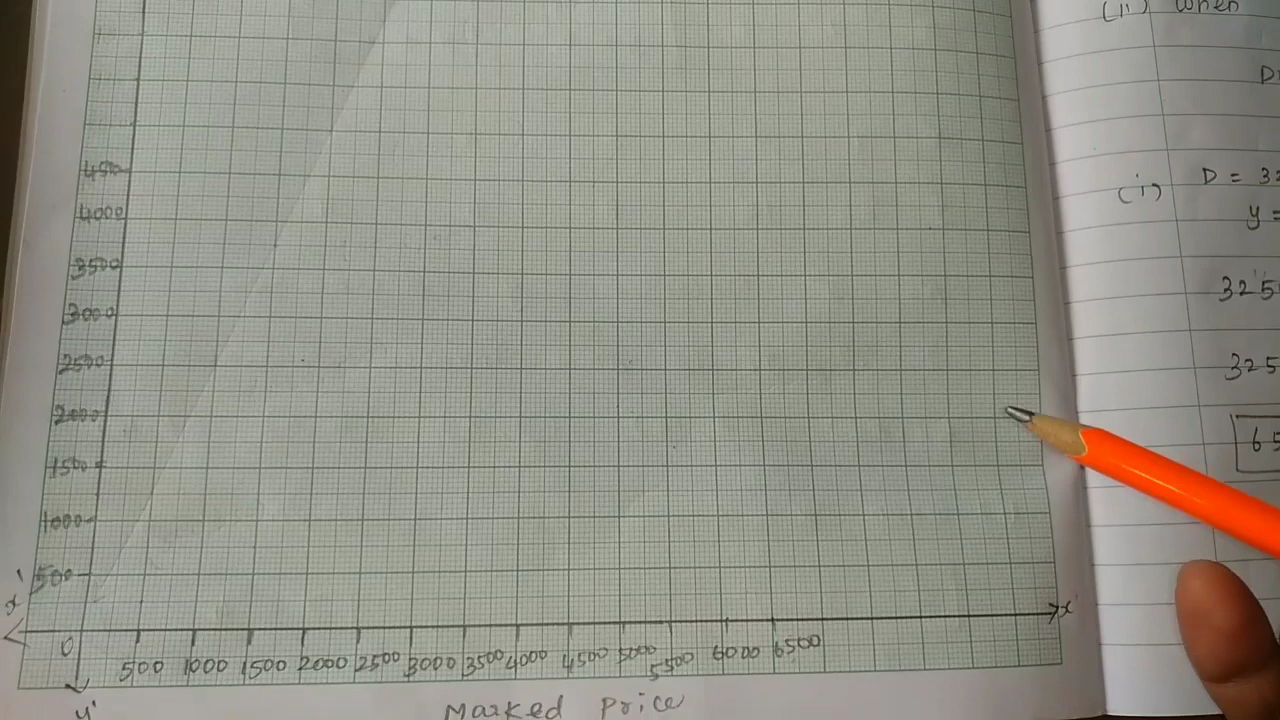 (ii) when
4500
4000
3500
3000
2500
2000
1500
1000
500
x'
0
x
500 1000 1500 2000 2500 3000 3500 4000 4500 5000 5500 6000 6500
y'
Marked Price
(i) D = 32
y =
325
325
65